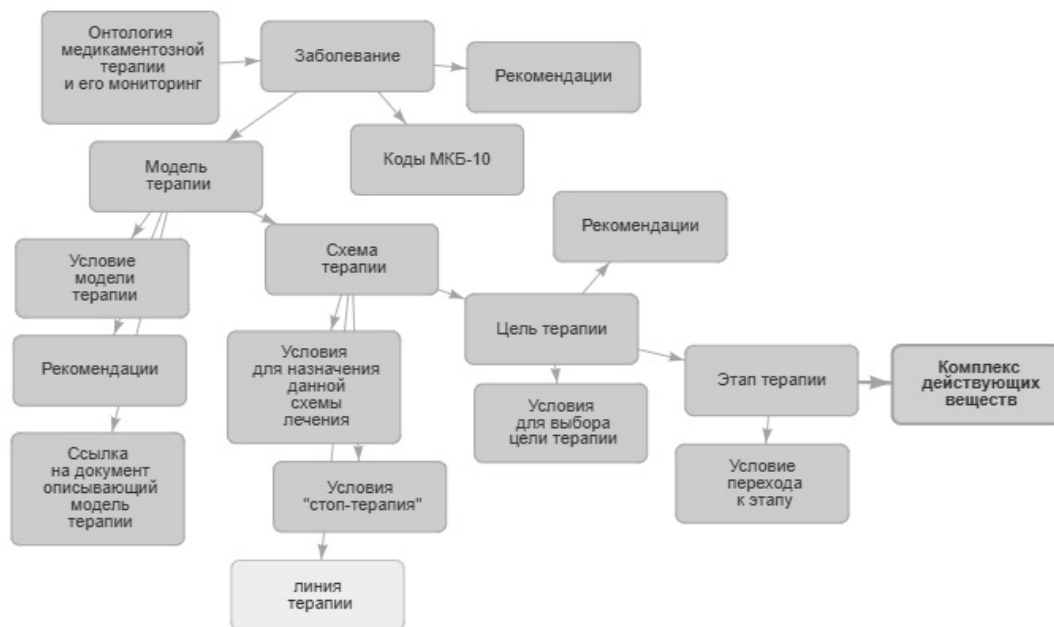 Онтология
медикаментозной
терапии
и его мониторинг
Заболевание
Рекомендации
Коды МКБ-10
Модель
терапии
Рекомендации
Условие
модели
терапии
Схема
терапии
Цель терапии
Рекомендации
Условия
для назначения
данной
схемы
лечения
Этап терапии
Комплекс
действующих
веществ
Условия
для выбора
цели терапии
Ссылка
на документ
описывающий
модель
терапии
Условия
"стоп-терапия"
Условие
перехода
к этапу
линия
терапии